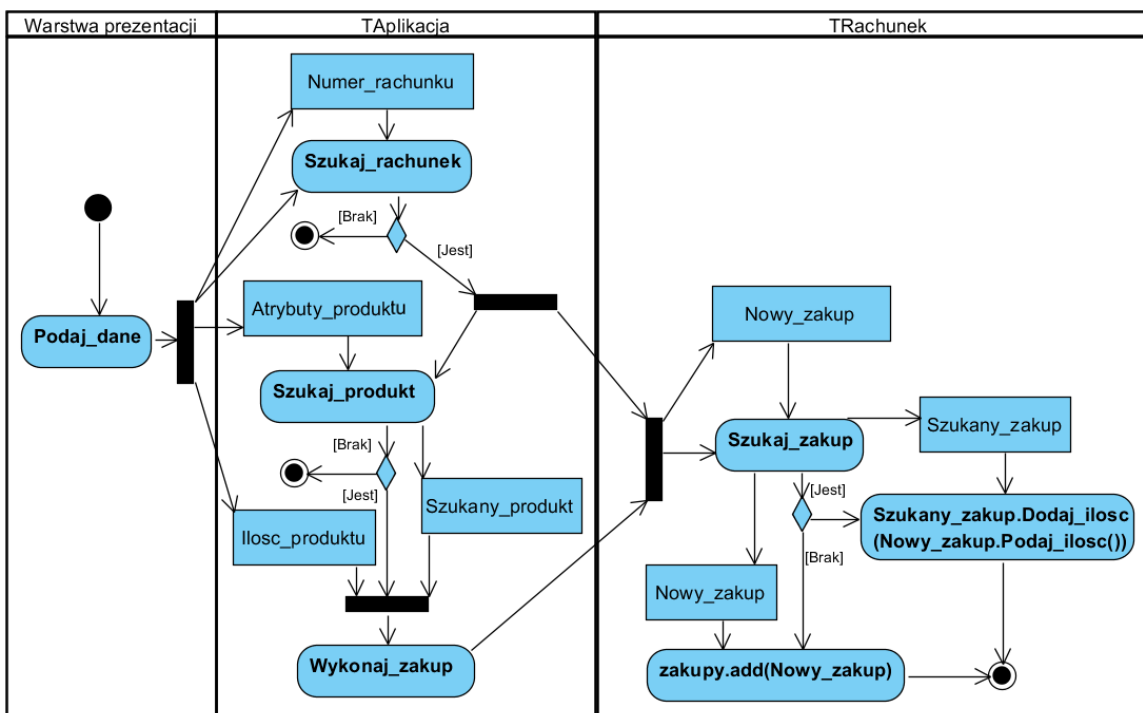 Warstwa prezentacji
TAplikacja
TRachunek
Numer_rachunku
Szukaj_rachunek
[Brak]
[Jest]
Podaj_dane
Atrybuty_produktu
Szukaj_produkt
[Brak]
[Jest]
Szukany_produkt
Ilosc_produktu
Wykonaj_zakup
Nowy_zakup
Szukaj_zakup
Szukany_zakup
[Jest]
Szukany_zakup.Dodaj_ilosc
(Nowy_zakup.Podaj_ilosc())
[Brak]
Nowy_zakup
zakupy.add(Nowy_zakup)